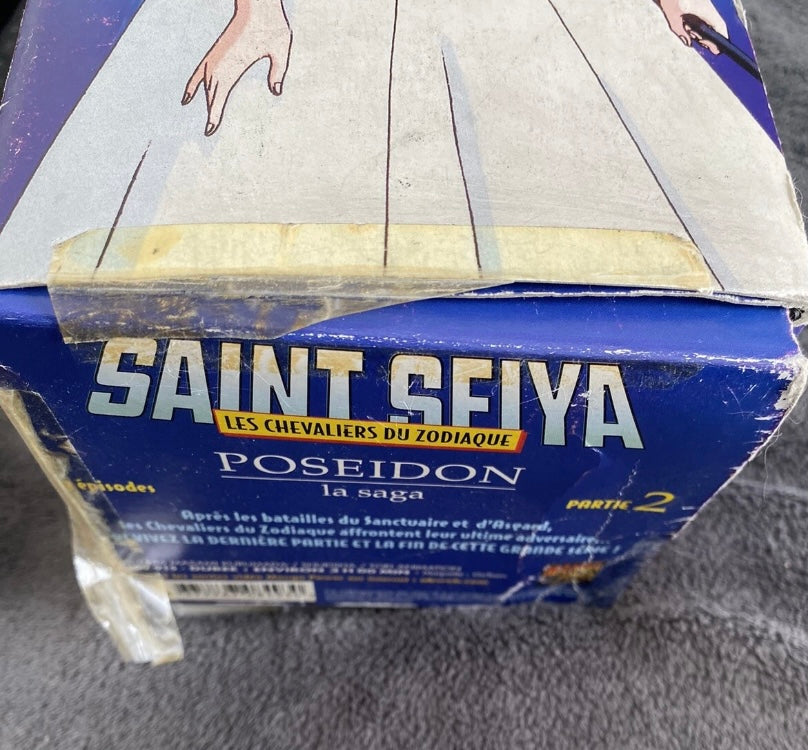 SAINT SEIYA
LES CHEVALIERS DU ZODIAQUE
POSEIDON
la saga
épisodes
PARTIE 2
Après les batailles du Sanctuaire et d'Asgard,
les Chevaliers du Zodiaque affrontent leur ultime adversaire...
VIVEZ LA DERNIÈRE PARTIE ET LA FIN DE CETTE GRANDE SÉRIE !